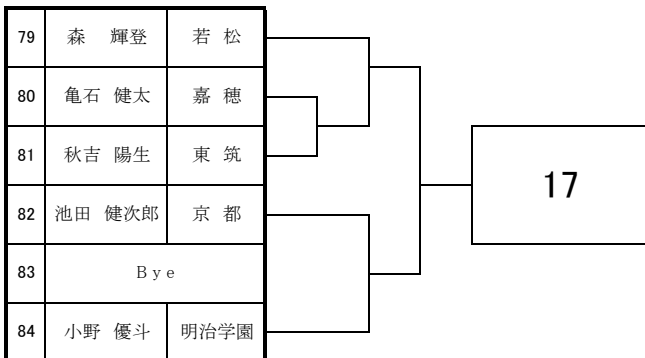 79 森 輝登 若 松
80 亀石 健太 嘉 穂
81 秋吉 陽生 東 筑
82 池田 健次郎 京 都
83 Bye
84 小野 優斗 明治学園
17